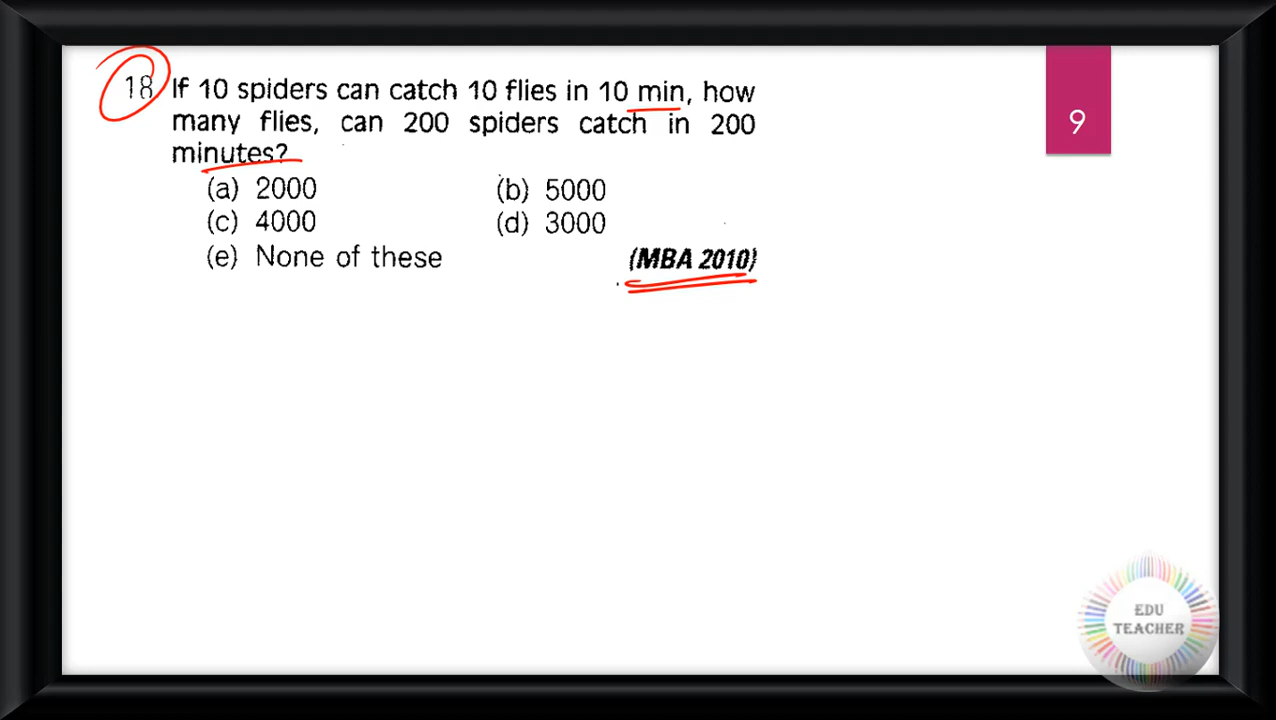 18 If 10 spiders can catch 10 flies in 10 min, how
many flies, can 200 spiders catch in 200
minutes?
(a) 2000 (b) 5000
(c) 4000 (d) 3000
(e) None of these (MBA 2010)
9
EDU
TEACHER